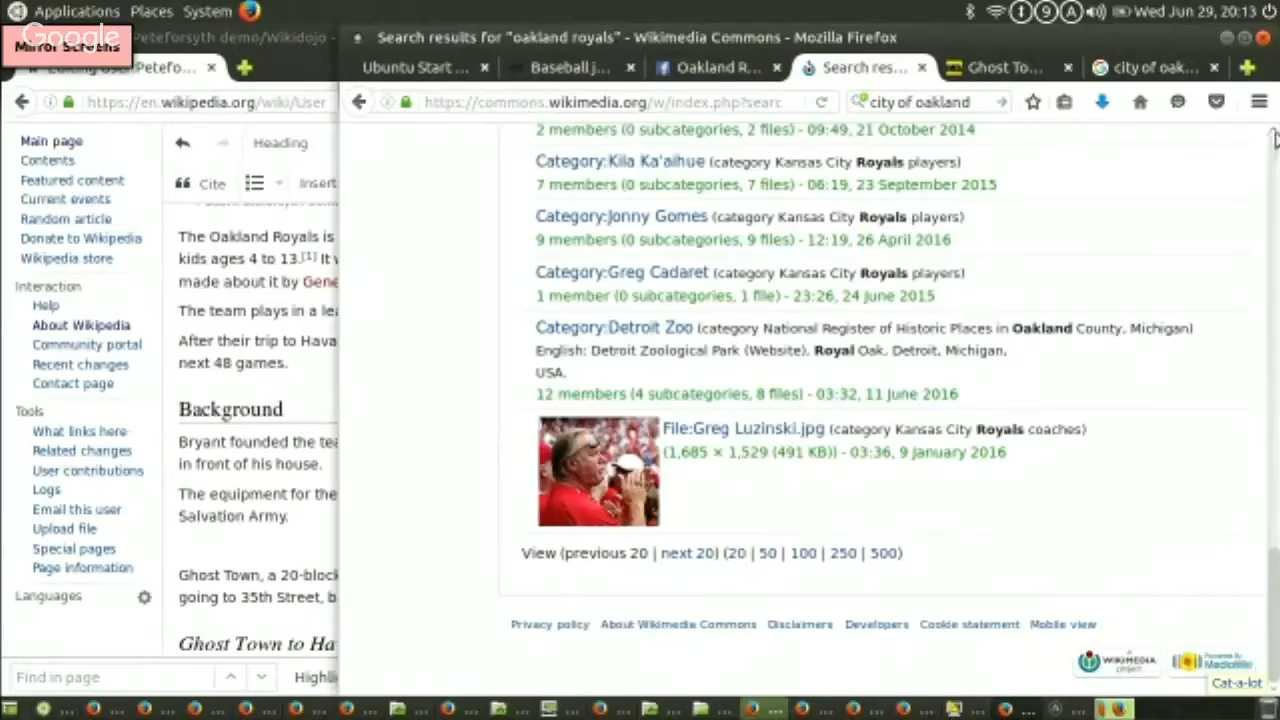 Applications Places System
Wed Jun 29, 20:13
Google
Mirror Screens
Peteforsyth demo/Wikidojo -
Search results for "oakland royals" - Wikimedia Commons - Mozilla Firefox
Editing User:Petefo...
Ubuntu Start ...
Baseball j...
Oakland R...
Search res...
Ghost To...
city of oak...
https://en.wikipedia.org/wiki/User
https://commons.wikimedia.org/w/index.php?searc
city of oakland
Main page
Contents
Featured content
Current events
Random article
Donate to Wikipedia
Wikipedia store
Interaction
Help
About Wikipedia
Community portal
Recent changes
Contact page
Tools
What links here
Related changes
User contributions
Logs
Email this user
Upload file
Special pages
Page information
Languages
Heading
Cite
Insert
The Oakland Royals is
kids ages 4 to 13.[1] It
made about it by Gene
The team plays in a lea
After their trip to Hava
next 48 games.
Background
Bryant founded the tea
in front of his house.
The equipment for the
Salvation Army.
Ghost Town, a 20-block
going to 35th Street, b
Ghost Town to Ha
2 members (0 subcategories, 2 files) - 09:49, 21 October 2014
Category:Kila Ka'aihue (category Kansas City Royals players)
7 members (0 subcategories, 7 files) - 06:19, 23 September 2015
Category:Jonny Gomes (category Kansas City Royals players)
9 members (0 subcategories, 9 files) - 12:19, 26 April 2016
Category:Greg Cadaret (category Kansas City Royals players)
1 member (0 subcategories, 1 file) - 23:26, 24 June 2015
Category:Detroit Zoo (category National Register of Historic Places in Oakland County, Michigan)
English: Detroit Zoological Park (Website), Royal Oak, Detroit, Michigan,
USA.
12 members (4 subcategories, 8 files) - 03:32, 11 June 2016
File:Greg Luzinski.jpg (category Kansas City Royals coaches)
(1,685 × 1,529 (491 KB)) - 03:36, 9 January 2016
View (previous 20 | next 20) (20 | 50 | 100 | 250 | 500)
Privacy policy About Wikimedia Commons Disclaimers Developers Cookie statement Mobile view
A WIKIMEDIA project
Powered By MediaWiki
Cat-a-lot
Find in page
Highli